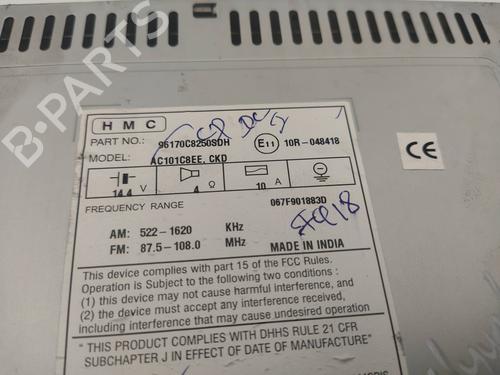 B-PARTS
HMC
PART NO.: 96170C8250SDH E11 10R-048418
MODEL: AC101C8EE, CKD
14.4 V 4 Ω 10 A
FREQUENCY RANGE 067F901883D
AM: 522-1620 KHz
FM: 87.5-108.0 MHz MADE IN INDIA
CE
This device complies with part 15 of the FCC Rules.
Operation is Subject to the following two conditions :
(1) this device may not cause harmful interference, and
(2) the device must accept any interference received,
including interference that may cause undesired operation
" THIS PRODUCT COMPLIES WITH DHHS RULE 21 CFR
SUBCHAPTER J IN EFFECT OF DATE OF MANUFACTURE"